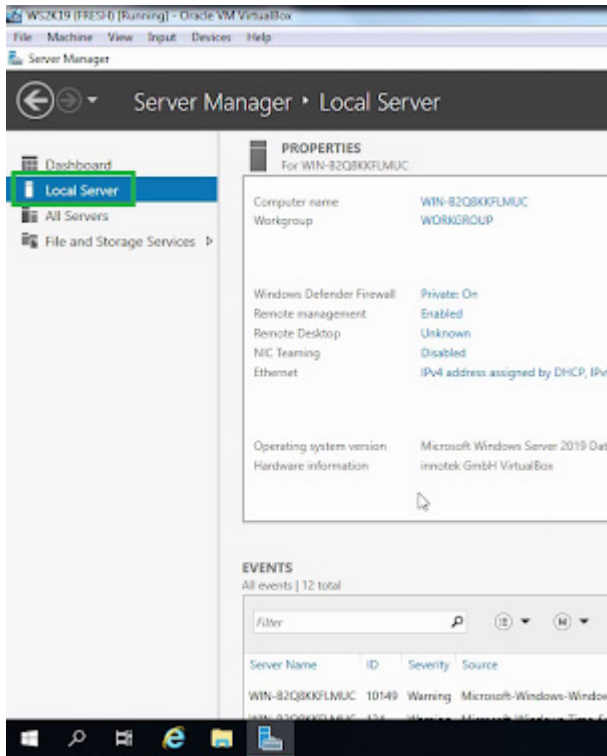 WS2K19 (FRESH) [Running] - Oracle VM VirtualBox
File Machine View Input Devices Help
Server Manager
Server Manager • Local Server
Dashboard
Local Server
All Servers
File and Storage Services
PROPERTIES
For WIN-B2Q8KKFLMUC
Computer name WIN-B2Q8KKFLMUC
Workgroup WORKGROUP
Windows Defender Firewall Private: On
Remote management Enabled
Remote Desktop Unknown
NIC Teaming Disabled
Ethernet IPv4 address assigned by DHCP, IPv
Operating system version Microsoft Windows Server 2019 Dat
Hardware information innotek GmbH VirtualBox
EVENTS
All events | 12 total
Filter
Server Name ID Severity Source
WIN-B2Q8KKFLMUC 10149 Warning Microsoft-Windows-Window